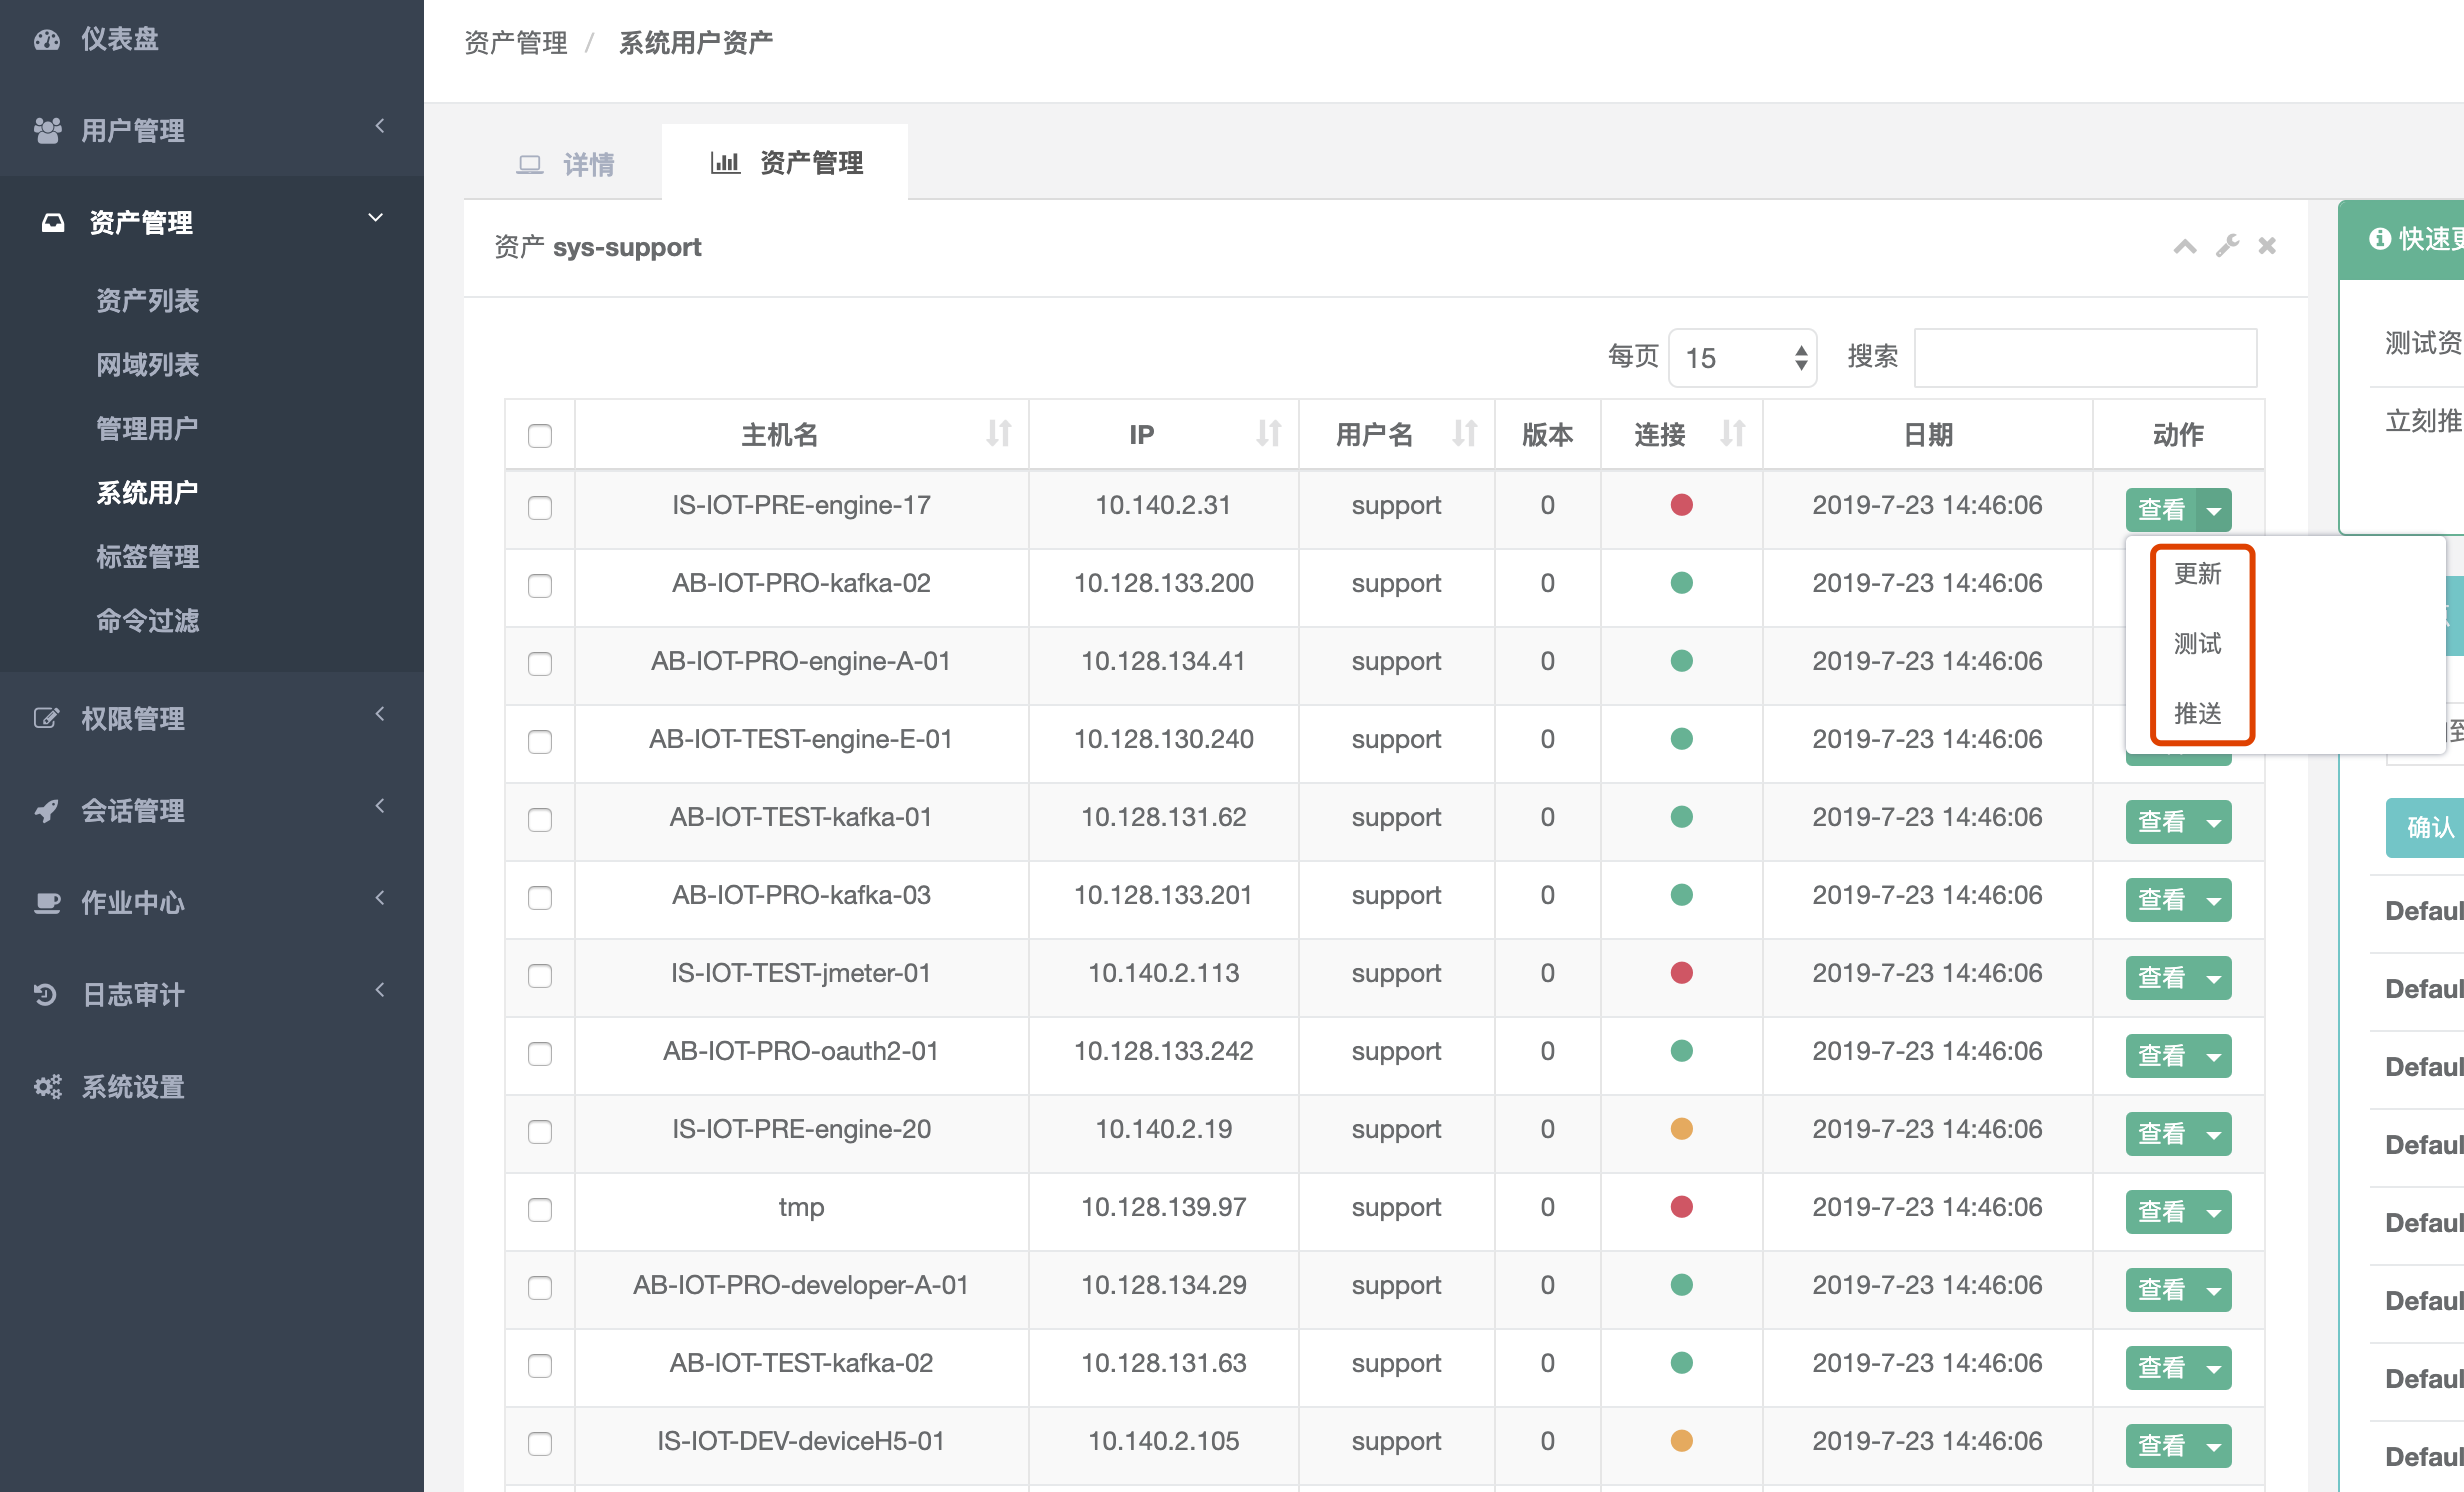 仪表盘
用户管理
资产管理
资产列表
网域列表
管理用户
系统用户
标签管理
命令过滤
权限管理
会话管理
作业中心
日志审计
系统设置
资产管理 / 系统用户资产
详情 资产管理
资产 sys-support
每页 15 搜索
主机名 IP 用户名 版本 连接 日期 动作
IS-IOT-PRE-engine-17 10.140.2.31 support 0 2019-7-23 14:46:06 查看
AB-IOT-PRO-kafka-02 10.128.133.200 support 0 2019-7-23 14:46:06
AB-IOT-PRO-engine-A-01 10.128.134.41 support 0 2019-7-23 14:46:06
AB-IOT-TEST-engine-E-01 10.128.130.240 support 0 2019-7-23 14:46:06
AB-IOT-TEST-kafka-01 10.128.131.62 support 0 2019-7-23 14:46:06 查看
AB-IOT-PRO-kafka-03 10.128.133.201 support 0 2019-7-23 14:46:06 查看
IS-IOT-TEST-jmeter-01 10.140.2.113 support 0 2019-7-23 14:46:06 查看
AB-IOT-PRO-oauth2-01 10.128.133.242 support 0 2019-7-23 14:46:06 查看
IS-IOT-PRE-engine-20 10.140.2.19 support 0 2019-7-23 14:46:06 查看
tmp 10.128.139.97 support 0 2019-7-23 14:46:06 查看
AB-IOT-PRO-developer-A-01 10.128.134.29 support 0 2019-7-23 14:46:06 查看
AB-IOT-TEST-kafka-02 10.128.131.63 support 0 2019-7-23 14:46:06 查看
IS-IOT-DEV-deviceH5-01 10.140.2.105 support 0 2019-7-23 14:46:06 查看
更新
测试
推送
快速更
测试资
立刻推
到
确认
Defaul
Defaul
Defaul
Defaul
Defaul
Defaul
Defaul
Defaul